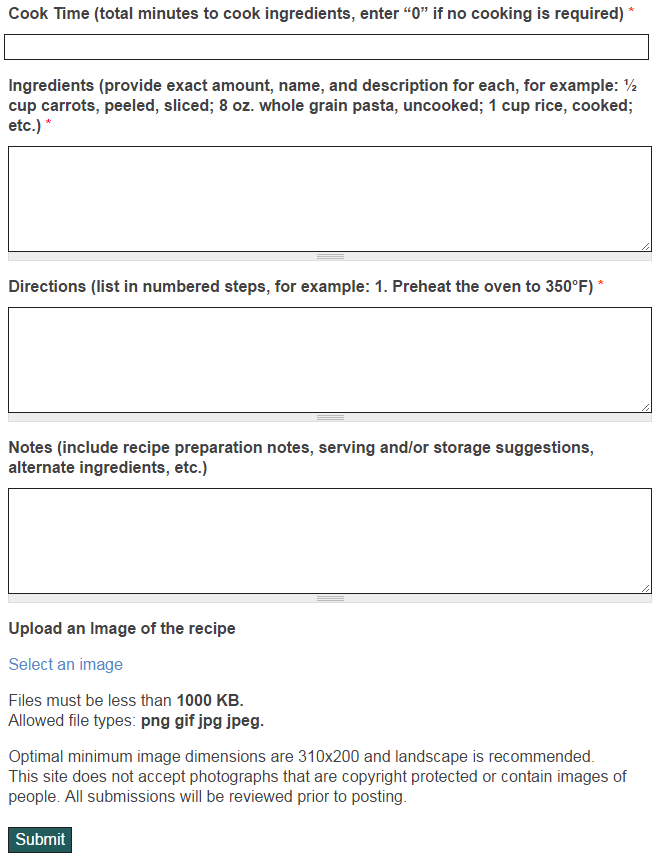 Cook Time (total minutes to cook ingredients, enter “0” if no cooking is required) *
Ingredients (provide exact amount, name, and description for each, for example: ½
cup carrots, peeled, sliced; 8 oz. whole grain pasta, uncooked; 1 cup rice, cooked;
etc.) *
Directions (list in numbered steps, for example: 1. Preheat the oven to 350°F) *
Notes (include recipe preparation notes, serving and/or storage suggestions,
alternate ingredients, etc.)
Upload an Image of the recipe
Select an image
Files must be less than 1000 KB.
Allowed file types: png gif jpg jpeg.
Optimal minimum image dimensions are 310x200 and landscape is recommended.
This site does not accept photographs that are copyright protected or contain images of
people. All submissions will be reviewed prior to posting.
Submit